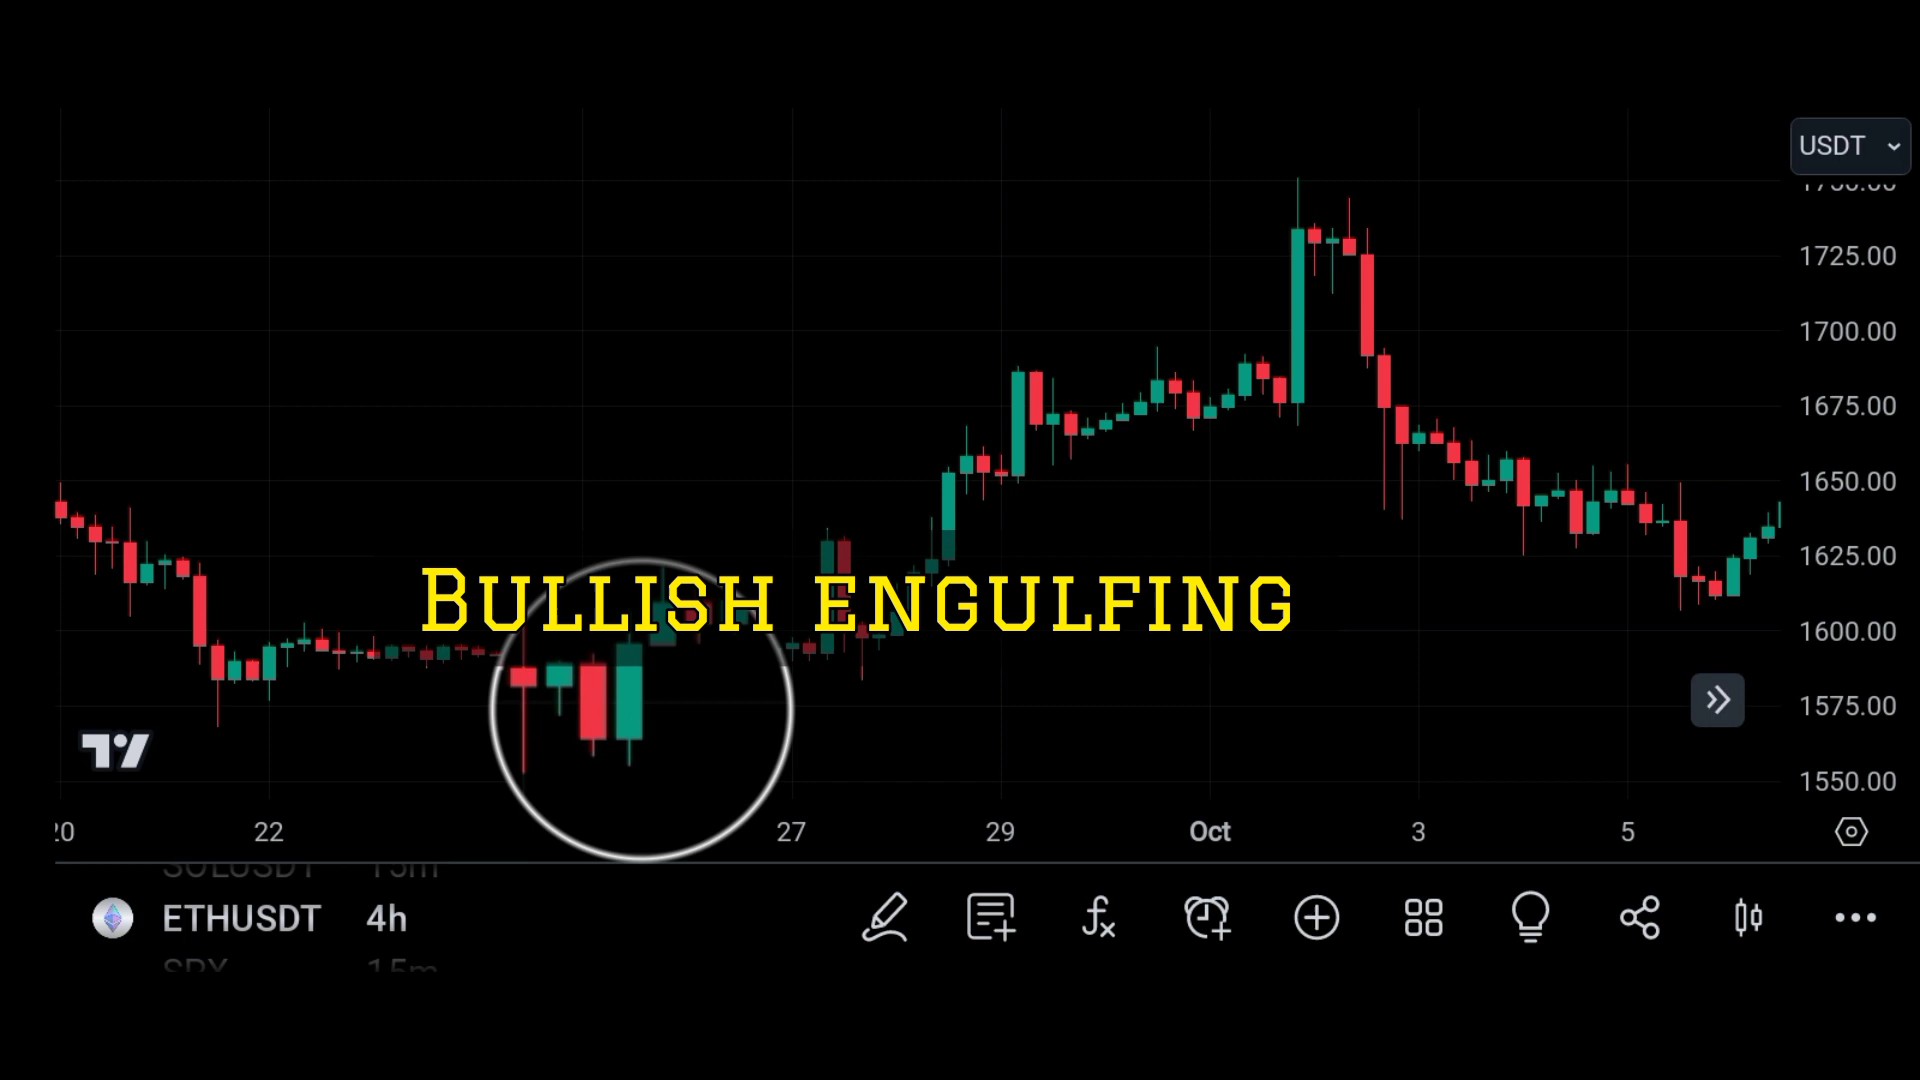 USDT
1725.00
1700.00
1675.00
1650.00
1625.00
BULLISH ENGULFING
1600.00
1575.00
1550.00
20 22 27 29 Oct 3 5
ETHUSDT 4h